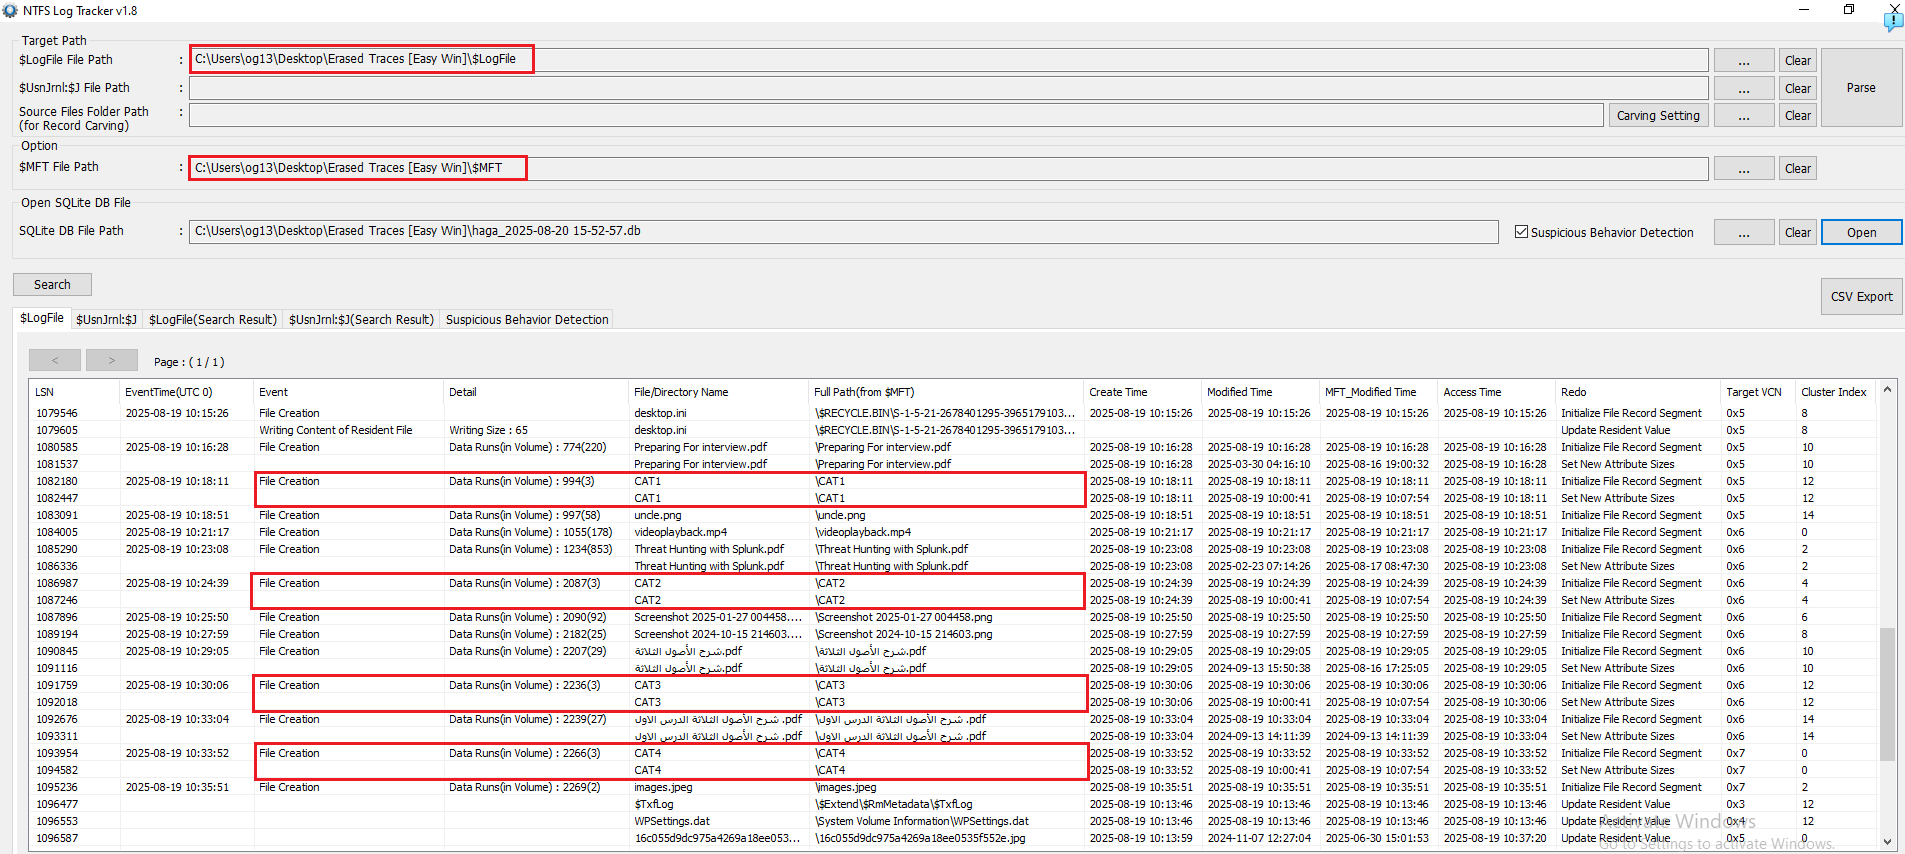 NTFS Log Tracker v1.8
Target Path
$LogFile File Path : C:\Users\og13\Desktop\Erased Traces [Easy Win]\$LogFile ... Clear Parse
$UsnJrnl:$J File Path : ... Clear
Source Files Folder Path : Carving Setting ... Clear
(for Record Carving)
Option
$MFT File Path : C:\Users\og13\Desktop\Erased Traces [Easy Win]\$MFT ... Clear
Open SQLite DB File
SQLite DB File Path : C:\Users\og13\Desktop\Erased Traces [Easy Win]\haga_2025-08-20 15-52-57.db Suspicious Behavior Detection ... Clear Open
Search
CSV Export
$LogFile $UsnJrnl:$J $LogFile(Search Result) $UsnJrnl:$J(Search Result) Suspicious Behavior Detection
< > Page : ( 1 / 1 )
LSN EventTime(UTC 0) Event Detail File/Directory Name Full Path(from $MFT) Create Time Modified Time MFT_Modified Time Access Time Redo Target VCN Cluster Index
1079546 2025-08-19 10:15:26 File Creation desktop.ini \$RECYCLE.BIN\S-1-5-21-2678401295-3965179103... 2025-08-19 10:15:26 2025-08-19 10:15:26 2025-08-19 10:15:26 2025-08-19 10:15:26 Initialize File Record Segment 0x5 8
1079605 Writing Content of Resident File Writing Size : 65 desktop.ini \$RECYCLE.BIN\S-1-5-21-2678401295-3965179103... Update Resident Value 0x5 8
1080585 2025-08-19 10:16:28 File Creation Data Runs(in Volume) : 774(220) Preparing For interview.pdf \Preparing For interview.pdf 2025-08-19 10:16:28 2025-08-19 10:16:28 2025-08-19 10:16:28 2025-08-19 10:16:28 Initialize File Record Segment 0x5 10
1081537 Preparing For interview.pdf \Preparing For interview.pdf 2025-08-19 10:16:28 2025-03-30 04:16:10 2025-08-16 19:00:32 2025-08-19 10:16:28 Set New Attribute Sizes 0x5 10
1082180 2025-08-19 10:18:11 File Creation Data Runs(in Volume) : 994(3) CAT1 \CAT1 2025-08-19 10:18:11 2025-08-19 10:18:11 2025-08-19 10:18:11 2025-08-19 10:18:11 Initialize File Record Segment 0x5 12
1082447 CAT1 \CAT1 2025-08-19 10:18:11 2025-08-19 10:00:41 2025-08-19 10:07:54 2025-08-19 10:18:11 Set New Attribute Sizes 0x5 12
1083091 2025-08-19 10:18:51 File Creation Data Runs(in Volume) : 997(58) uncle.png \uncle.png 2025-08-19 10:18:51 2025-08-19 10:18:51 2025-08-19 10:18:51 2025-08-19 10:18:51 Initialize File Record Segment 0x5 14
1084005 2025-08-19 10:21:17 File Creation Data Runs(in Volume) : 1055(178) videoplayback.mp4 \videoplayback.mp4 2025-08-19 10:21:17 2025-08-19 10:21:17 2025-08-19 10:21:17 2025-08-19 10:21:17 Initialize File Record Segment 0x6 0
1085290 2025-08-19 10:23:08 File Creation Data Runs(in Volume) : 1234(853) Threat Hunting with Splunk.pdf \Threat Hunting with Splunk.pdf 2025-08-19 10:23:08 2025-08-19 10:23:08 2025-08-19 10:23:08 2025-08-19 10:23:08 Initialize File Record Segment 0x6 2
1086336 Threat Hunting with Splunk.pdf \Threat Hunting with Splunk.pdf 2025-08-19 10:23:08 2025-02-23 07:14:26 2025-08-17 08:47:30 2025-08-19 10:23:08 Set New Attribute Sizes 0x6 2
1086987 2025-08-19 10:24:39 File Creation Data Runs(in Volume) : 2087(3) CAT2 \CAT2 2025-08-19 10:24:39 2025-08-19 10:24:39 2025-08-19 10:24:39 2025-08-19 10:24:39 Initialize File Record Segment 0x6 4
1087246 CAT2 \CAT2 2025-08-19 10:24:39 2025-08-19 10:00:41 2025-08-19 10:07:54 2025-08-19 10:24:39 Set New Attribute Sizes 0x6 4
1087896 2025-08-19 10:25:50 File Creation Data Runs(in Volume) : 2090(92) Screenshot 2025-01-27 004458.... \Screenshot 2025-01-27 004458.png 2025-08-19 10:25:50 2025-08-19 10:25:50 2025-08-19 10:25:50 2025-08-19 10:25:50 Initialize File Record Segment 0x6 6
1089194 2025-08-19 10:27:59 File Creation Data Runs(in Volume) : 2182(25) Screenshot 2024-10-15 214603.... \Screenshot 2024-10-15 214603.png 2025-08-19 10:27:59 2025-08-19 10:27:59 2025-08-19 10:27:59 2025-08-19 10:27:59 Initialize File Record Segment 0x6 8
1090845 2025-08-19 10:29:05 File Creation Data Runs(in Volume) : 2207(29) شرح الأصول الثلاثة.pdf \شرح الأصول الثلاثة.pdf 2025-08-19 10:29:05 2025-08-19 10:29:05 2025-08-19 10:29:05 2025-08-19 10:29:05 Initialize File Record Segment 0x6 10
1091116 شرح الأصول الثلاثة.pdf \شرح الأصول الثلاثة.pdf 2025-08-19 10:29:05 2024-09-13 15:50:38 2025-08-16 17:25:05 2025-08-19 10:29:05 Set New Attribute Sizes 0x6 10
1091759 2025-08-19 10:30:06 File Creation Data Runs(in Volume) : 2236(3) CAT3 \CAT3 2025-08-19 10:30:06 2025-08-19 10:30:06 2025-08-19 10:30:06 2025-08-19 10:30:06 Initialize File Record Segment 0x6 12
1092018 CAT3 \CAT3 2025-08-19 10:30:06 2025-08-19 10:00:41 2025-08-19 10:07:54 2025-08-19 10:30:06 Set New Attribute Sizes 0x6 12
1092676 2025-08-19 10:33:04 File Creation Data Runs(in Volume) : 2239(27) شرح الأصول الثلاثة الدرس الاول .pdf \شرح الأصول الثلاثة الدرس الاول .pdf 2025-08-19 10:33:04 2025-08-19 10:33:04 2025-08-19 10:33:04 2025-08-19 10:33:04 Initialize File Record Segment 0x6 14
1093311 شرح الأصول الثلاثة الدرس الاول .pdf \شرح الأصول الثلاثة الدرس الاول .pdf 2025-08-19 10:33:04 2024-09-13 14:11:39 2024-09-13 14:11:39 2025-08-19 10:33:04 Set New Attribute Sizes 0x6 14
1093954 2025-08-19 10:33:52 File Creation Data Runs(in Volume) : 2266(3) CAT4 \CAT4 2025-08-19 10:33:52 2025-08-19 10:33:52 2025-08-19 10:33:52 2025-08-19 10:33:52 Initialize File Record Segment 0x7 0
1094582 CAT4 \CAT4 2025-08-19 10:33:52 2025-08-19 10:00:41 2025-08-19 10:07:54 2025-08-19 10:33:52 Set New Attribute Sizes 0x7 0
1095236 2025-08-19 10:35:51 File Creation Data Runs(in Volume) : 2269(2) images.jpeg \images.jpeg 2025-08-19 10:35:51 2025-08-19 10:35:51 2025-08-19 10:35:51 2025-08-19 10:35:51 Initialize File Record Segment 0x7 2
1096477 $TxfLog \$Extend\$RmMetadata\$TxfLog 2025-08-19 10:13:46 2025-08-19 10:13:46 2025-08-19 10:13:46 2025-08-19 10:13:46 Update Resident Value 0x3 12
1096553 WPSettings.dat \System Volume Information\WPSettings.dat 2025-08-19 10:13:46 2025-08-19 10:13:46 2025-08-19 10:13:46 2025-08-19 10:13:46 Update Resident Value 0x4 12
1096587 16c055d9dc975a4269a18ee053... \16c055d9dc975a4269a18ee0535f552e.jpg 2025-08-19 10:13:59 2024-11-07 12:27:04 2025-06-30 15:01:53 2025-08-19 10:37:20 Update Resident Value 0x5 0
Activate Windows
Go to Settings to activate Windows.